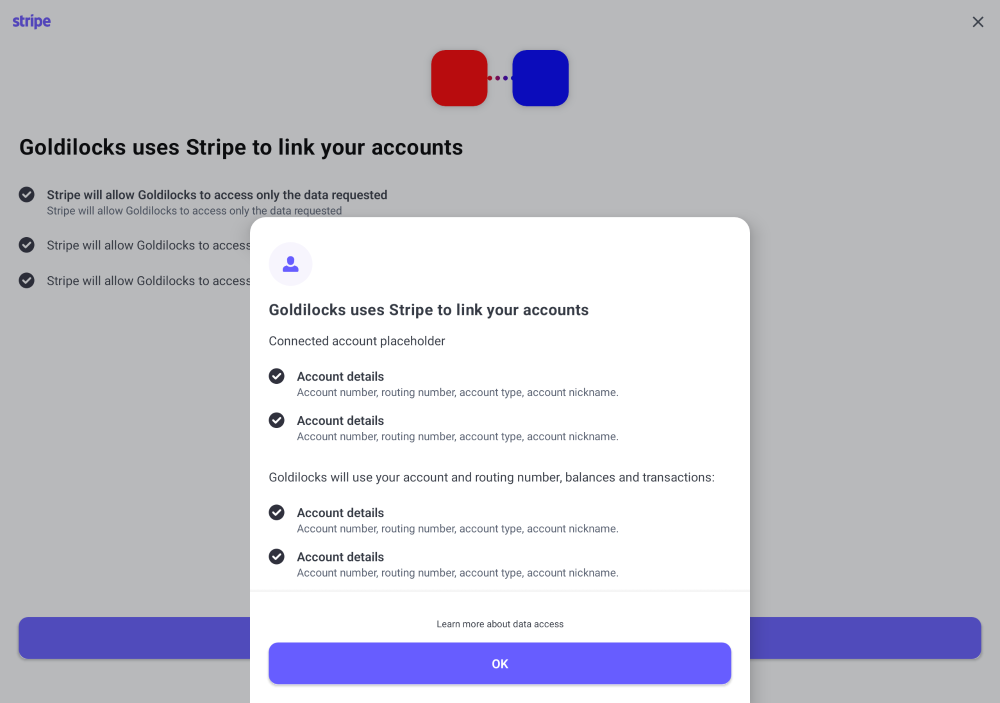 stripe
Goldilocks uses Stripe to link your accounts
Stripe will allow Goldilocks to access only the data requested
Stripe will allow Goldilocks to access only the data requested
Stripe will allow Goldilocks to access
Stripe will allow Goldilocks to access
Goldilocks uses Stripe to link your accounts
Connected account placeholder
Account details
Account number, routing number, account type, account nickname.
Account details
Account number, routing number, account type, account nickname.
Goldilocks will use your account and routing number, balances and transactions:
Account details
Account number, routing number, account type, account nickname.
Account details
Account number, routing number, account type, account nickname.
Learn more about data access
OK